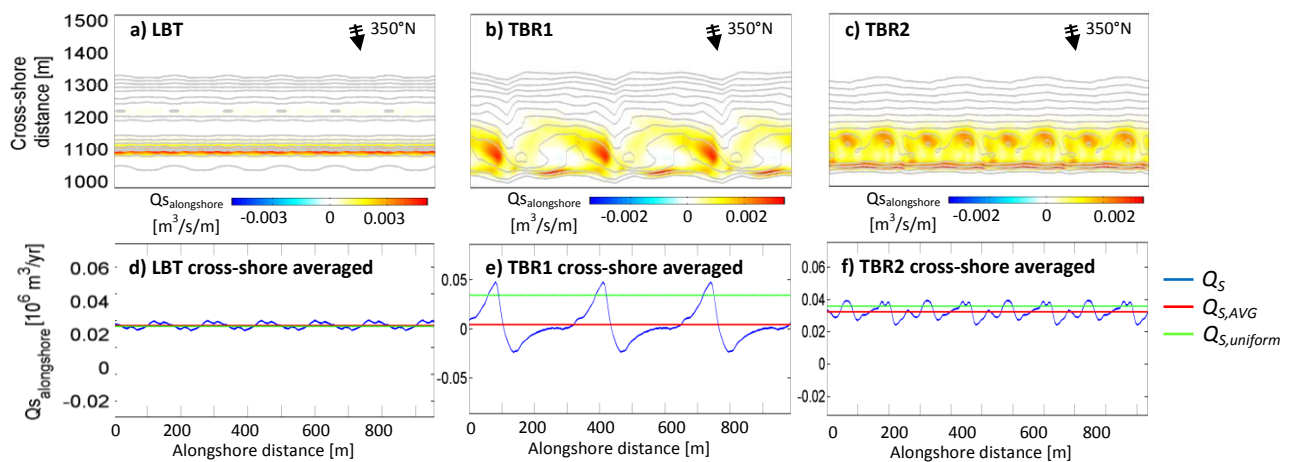 a) LBT
350°N
b) TBR1
350°N
c) TBR2
350°N
Cross-shore
distance [m]
1500
1400
1300
1200
1100
1000
Qs alongshore
[m³/s/m]
-0.003
0
0.003
Qs alongshore
[m³/s/m]
-0.002
0
0.002
Qs alongshore
[m³/s/m]
-0.002
0
0.002
Qs alongshore [10⁶ m³/yr]
d) LBT cross-shore averaged
0.06
0.04
0.02
0
-0.02
0 200 400 600 800
Alongshore distance [m]
e) TBR1 cross-shore averaged
0.05
0
-0.05
0 200 400 600 800
Alongshore distance [m]
f) TBR2 cross-shore averaged
0.06
0.04
0.02
0
-0.02
0 200 400 600 800
Alongshore distance [m]
Q S
Q S,AVG
Q S,uniform